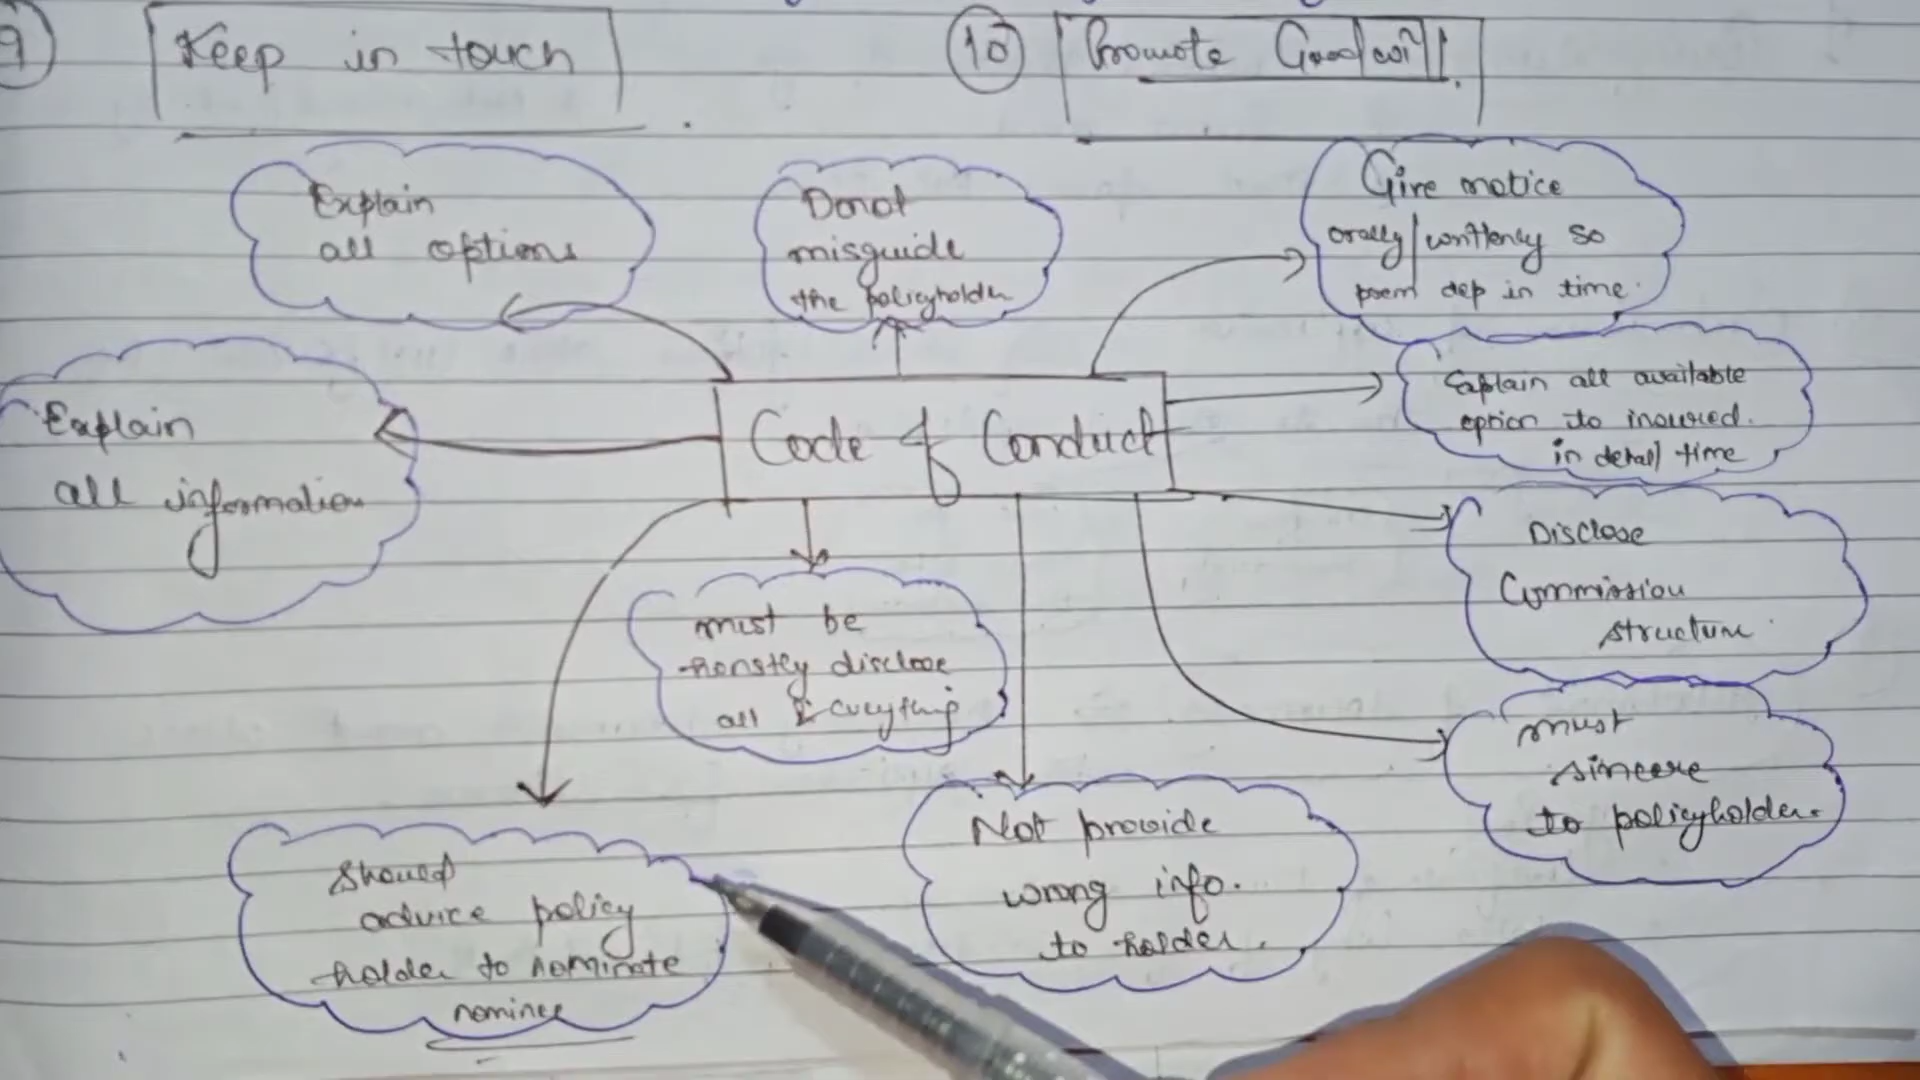 9
Keep in touch
10
Promote Goodwill.
Explain
all options
Donot
misguide
the policyholder
Give notice
orally/writtenly so
prem dep in time.
Explain
all information
Code of Conduct
Explain all available
option to insured.
in detail/time
Disclose
Commission
structure.
must be
honstly disclose
all & everything
must
sincere
to policyholder.
Should
advice policy
holder to nominate
nominee
Not provide
wrong info.
to holder.